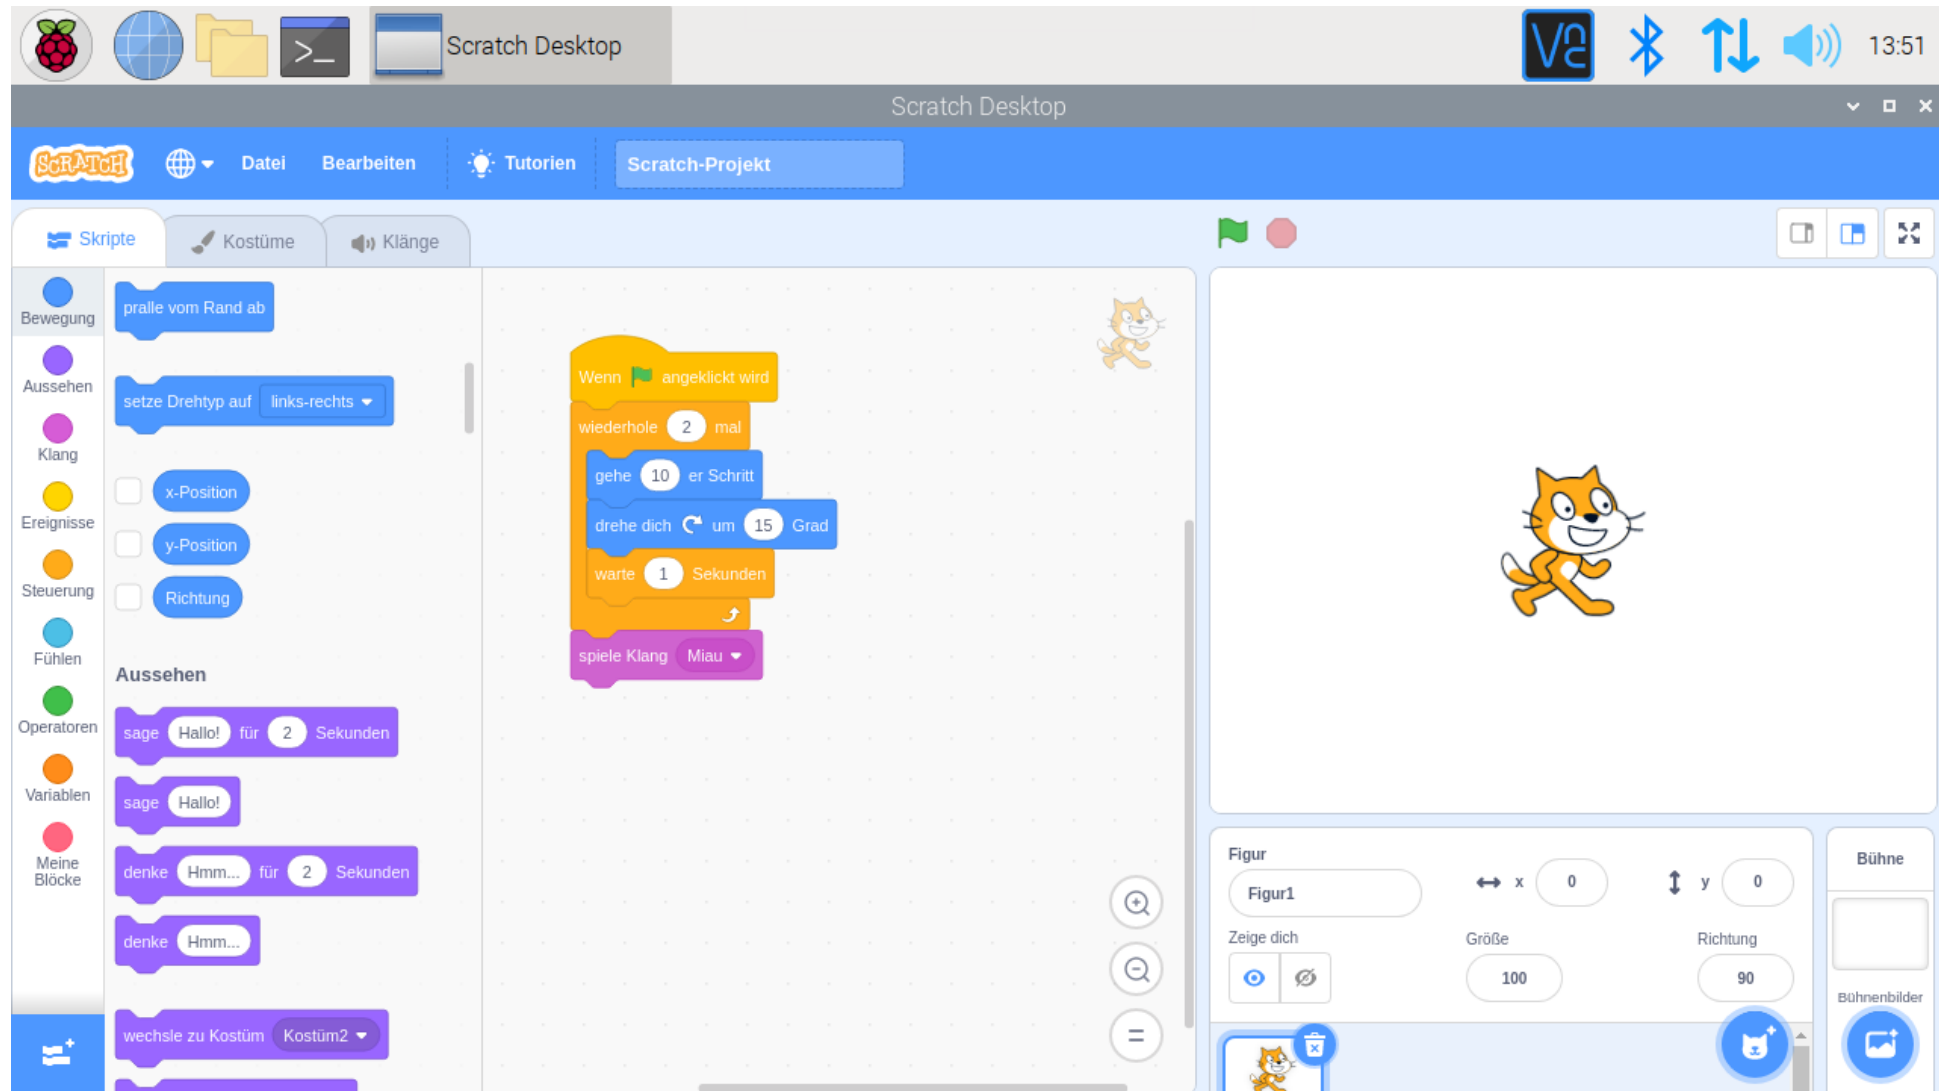 Scratch Desktop
13:51
Scratch Desktop
SCRATCH
Datei Bearbeiten Tutorien Scratch-Projekt
Skripte Kostüme Klänge
Bewegung
Aussehen
Klang
Ereignisse
Steuerung
Fühlen
Operatoren
Variablen
Meine
Blöcke
pralle vom Rand ab
setze Drehtyp auf links-rechts
x-Position
y-Position
Richtung
Aussehen
sage Hallo! für 2 Sekunden
sage Hallo!
denke Hmm... für 2 Sekunden
denke Hmm...
wechsle zu Kostüm Kostüm2
Wenn angeklickt wird
wiederhole 2 mal
gehe 10 er Schritt
drehe dich um 15 Grad
warte 1 Sekunden
spiele Klang Miau
Figur
Figur1
x 0
y 0
Zeige dich
Größe
100
Richtung
90
Bühne
Bühnenbilder